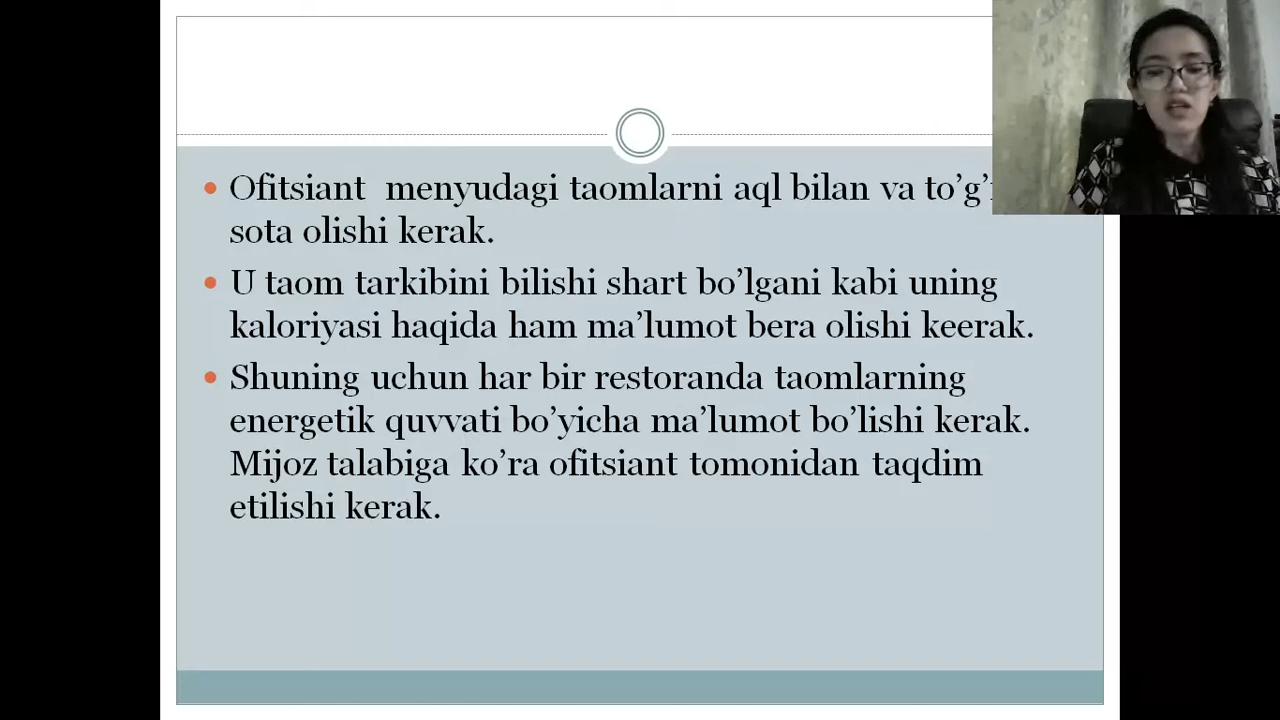 Ofitsiant menyudagi taomlarni aql bilan va
sota olishi kerak.
U taom tarkibini bilishi shart bo’lgani kabi uning
kaloriyasi haqida ham ma’lumot bera olishi keerak.
Shuning uchun har bir restoranda taomlarning
energetik quvvati bo’yicha ma’lumot bo’lishi kerak.
Mijoz talabiga ko’ra ofitsiant tomonidan taqdim
etilishi kerak.